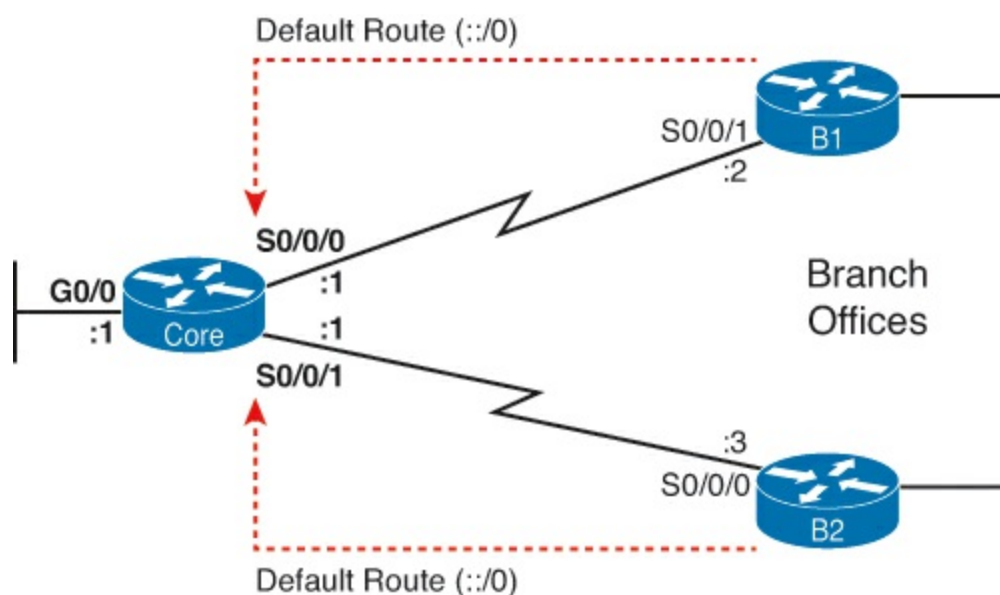 Default Route (::/0)
S0/0/1
B1
:2
S0/0/0
:1
G0/0
:1
Core
Branch
Offices
:1
S0/0/1
:3
S0/0/0
B2
Default Route (::/0)